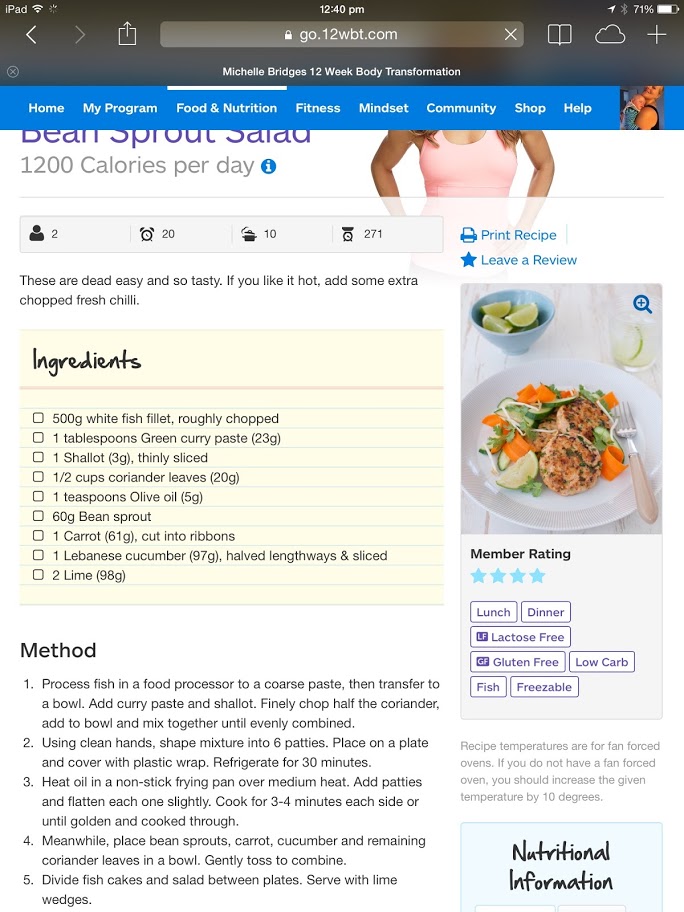 iPad 12:40 pm 71%
go.12wbt.com
Michelle Bridges 12 Week Body Transformation
Home My Program Food & Nutrition Fitness Mindset Community Shop Help
Bean Sprout Salad
1200 Calories per day
2 20 10 271
Print Recipe
Leave a Review
These are dead easy and so tasty. If you like it hot, add some extra
chopped fresh chilli.
Ingredients
500g white fish fillet, roughly chopped
1 tablespoons Green curry paste (23g)
1 Shallot (3g), thinly sliced
1/2 cups coriander leaves (20g)
1 teaspoons Olive oil (5g)
60g Bean sprout
1 Carrot (61g), cut into ribbons
1 Lebanese cucumber (97g), halved lengthways & sliced
2 Lime (98g)
Method
1. Process fish in a food processor to a coarse paste, then transfer to
a bowl. Add curry paste and shallot. Finely chop half the coriander,
add to bowl and mix together until evenly combined.
2. Using clean hands, shape mixture into 6 patties. Place on a plate
and cover with plastic wrap. Refrigerate for 30 minutes.
3. Heat oil in a non-stick frying pan over medium heat. Add patties
and flatten each one slightly. Cook for 3-4 minutes each side or
until golden and cooked through.
4. Meanwhile, place bean sprouts, carrot, cucumber and remaining
coriander leaves in a bowl. Gently toss to combine.
5. Divide fish cakes and salad between plates. Serve with lime
wedges.
Member Rating
Lunch Dinner
LF Lactose Free
GF Gluten Free Low Carb
Fish Freezable
Recipe temperatures are for fan forced
ovens. If you do not have a fan forced
oven, you should increase the given
temperature by 10 degrees.
Nutritional
Information